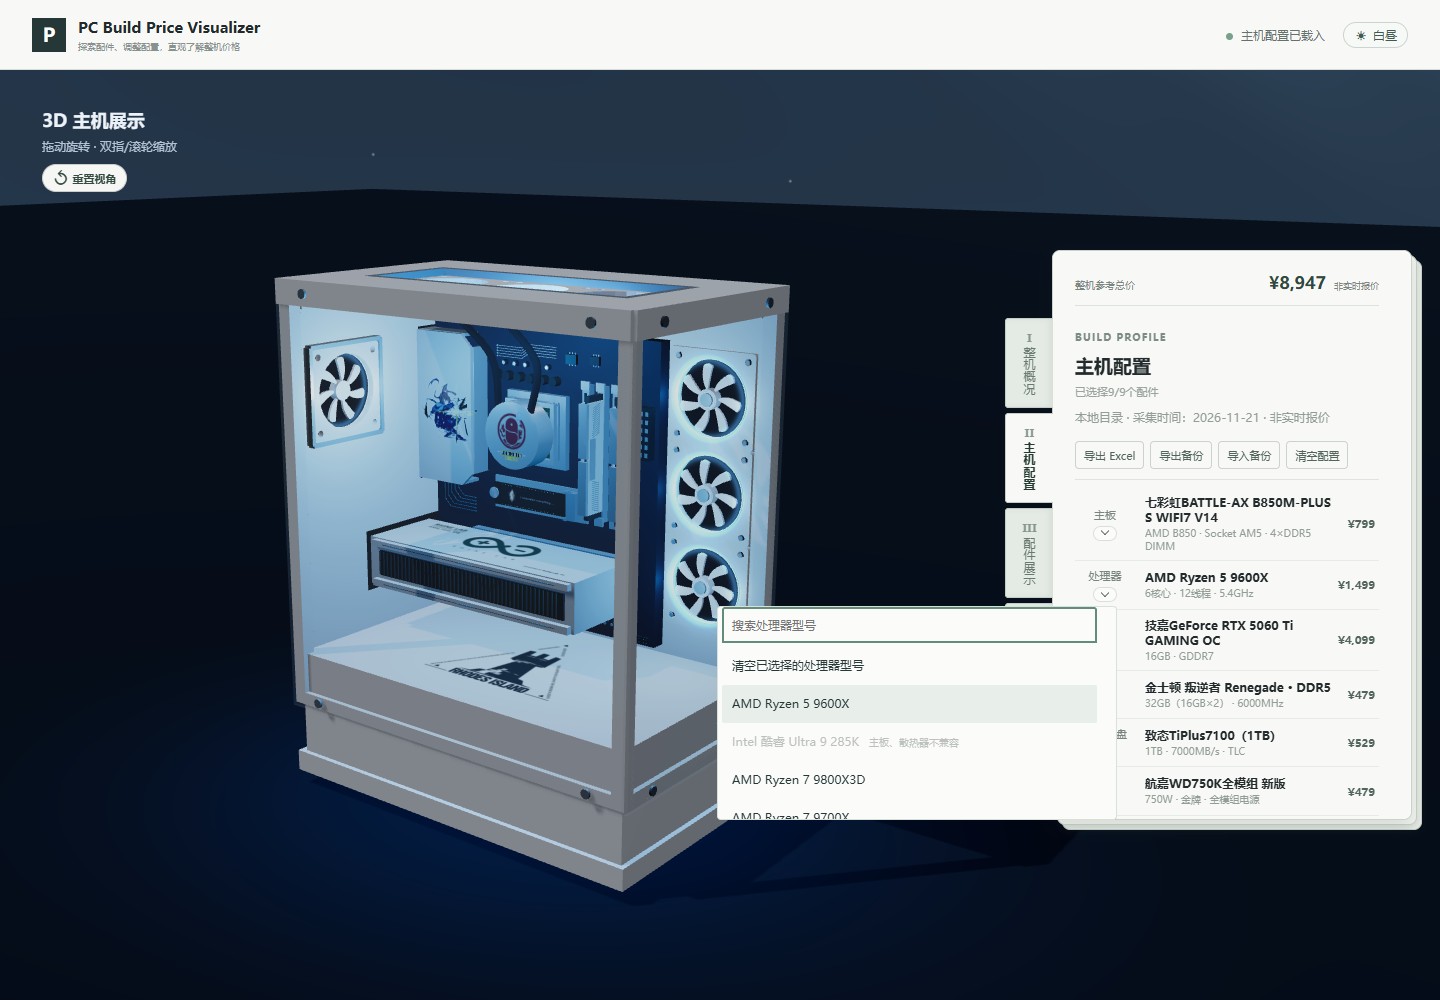 P
PC Build Price Visualizer
探索配件、调整配置，直观了解整机价格
主机配置已载入
☀ 白昼
3D 主机展示
拖动旋转 · 双指/滚轮缩放
重置视角
整机参考总价
¥8,947 非实时报价
BUILD PROFILE
主机配置
已选择9/9个配件
本地目录 · 采集时间：2026-11-21 · 非实时报价
导出 Excel
导出备份
导入备份
清空配置
I 整机概况
II 主机配置
III 配件展示
主板
七彩虹BATTLE-AX B850M-PLUS
S WIFI7 V14
AMD B850 · Socket AM5 · 4×DDR5
DIMM
¥799
处理器
AMD Ryzen 5 9600X
6核心 · 12线程 · 5.4GHz
¥1,499
技嘉GeForce RTX 5060 Ti
GAMING OC
16GB · GDDR7
¥4,099
金士顿 叛逆者 Renegade • DDR5
32GB（16GB×2） · 6000MHz
¥479
盘
致态TiPlus7100（1TB）
1TB · 7000MB/s · TLC
¥529
航嘉WD750K全模组 新版
750W · 金牌 · 全模组电源
¥479
搜索处理器型号
清空已选择的处理器型号
AMD Ryzen 5 9600X
Intel 酷睿 Ultra 9 285K 主板、散热器不兼容
AMD Ryzen 7 9800X3D
AMD Ryzen 7 9700X
RHODES ISLAND